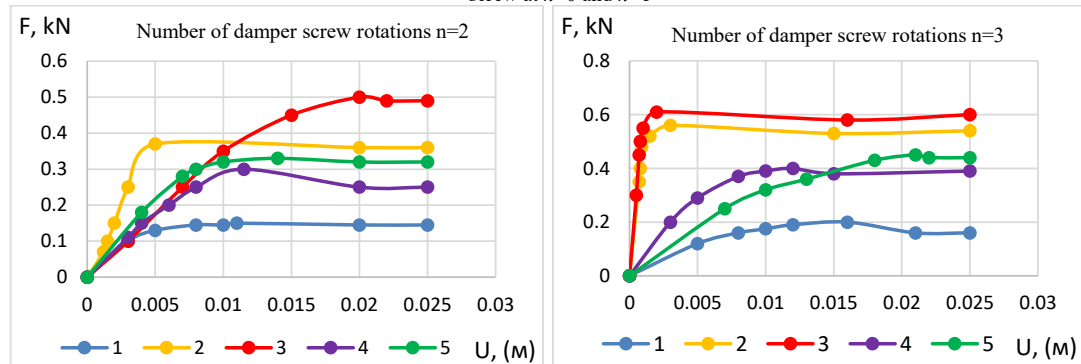 F, kN
Number of damper screw rotations n=2
0.6
0.5
0.4
0.3
0.2
0.1
0
0 0.005 0.01 0.015 0.02 0.025 0.03
1 2 3 4 5 U, (м)
F, kN
Number of damper screw rotations n=3
0.8
0.6
0.4
0.2
0
0 0.005 0.01 0.015 0.02 0.025 0.03
1 2 3 4 5 U, (м)